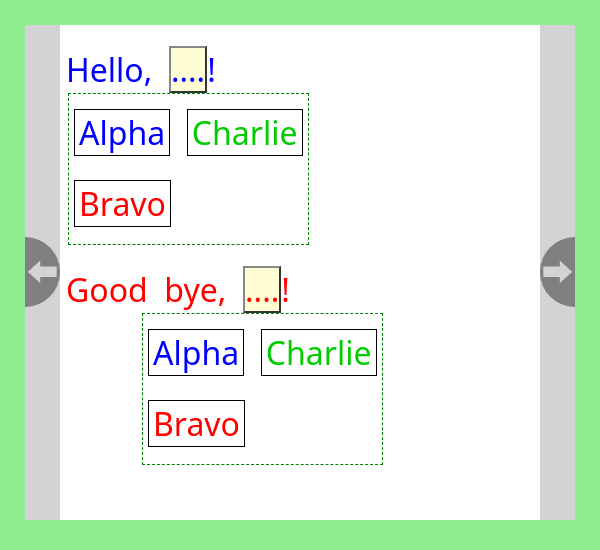 Hello, ....!
Alpha Charlie
Bravo
Good bye, ....!
Alpha Charlie
Bravo